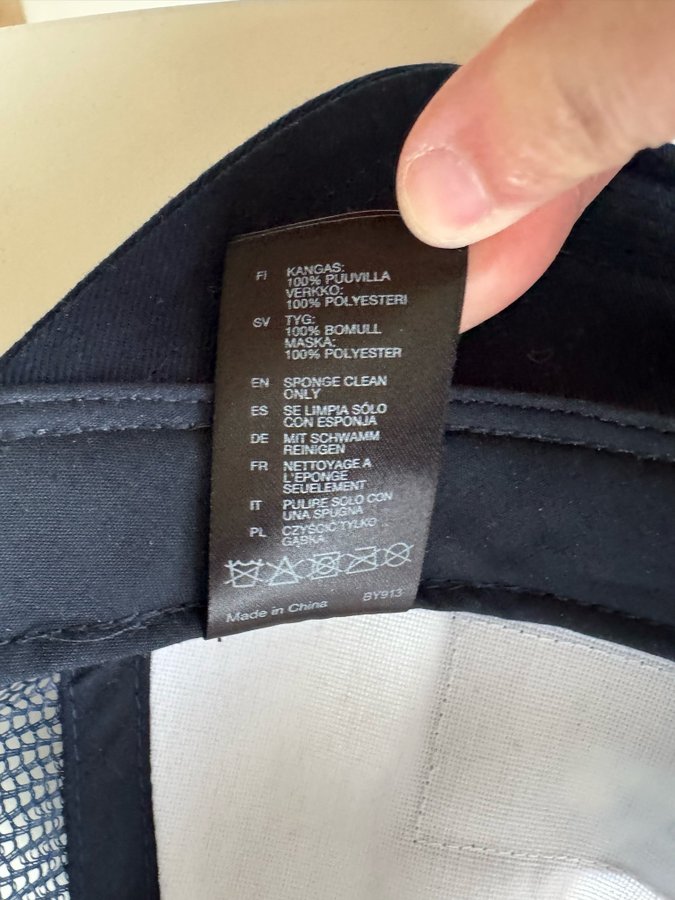 FI KANGAS:
100% PUUVILLA
VERKKO:
100% POLYESTERI
SV TYG:
100% BOMULL
MASKA:
100% POLYESTER
EN SPONGE CLEAN
ONLY
ES SE LIMPIA SÓLO
CON ESPONJA
DE MIT SCHWAMM
REINIGEN
FR NETTOYAGE A
L'EPONGE
SEUELEMENT
IT PULIRE SOLO CON
UNA SPUGNA
PL CZYŚCIĆ TYLKO
GĄBKA
Made in China BY913